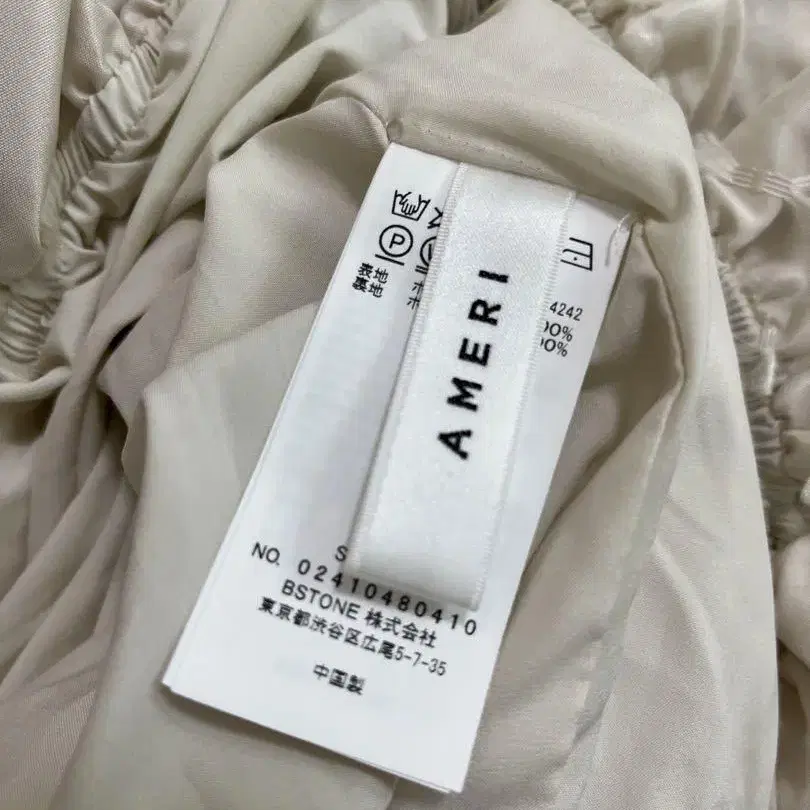 AMERI
P
4242
表地
裏地
S
NO. 02410480410
BSTONE 株式会社
東京都渋谷区広尾5-7-35
中国製